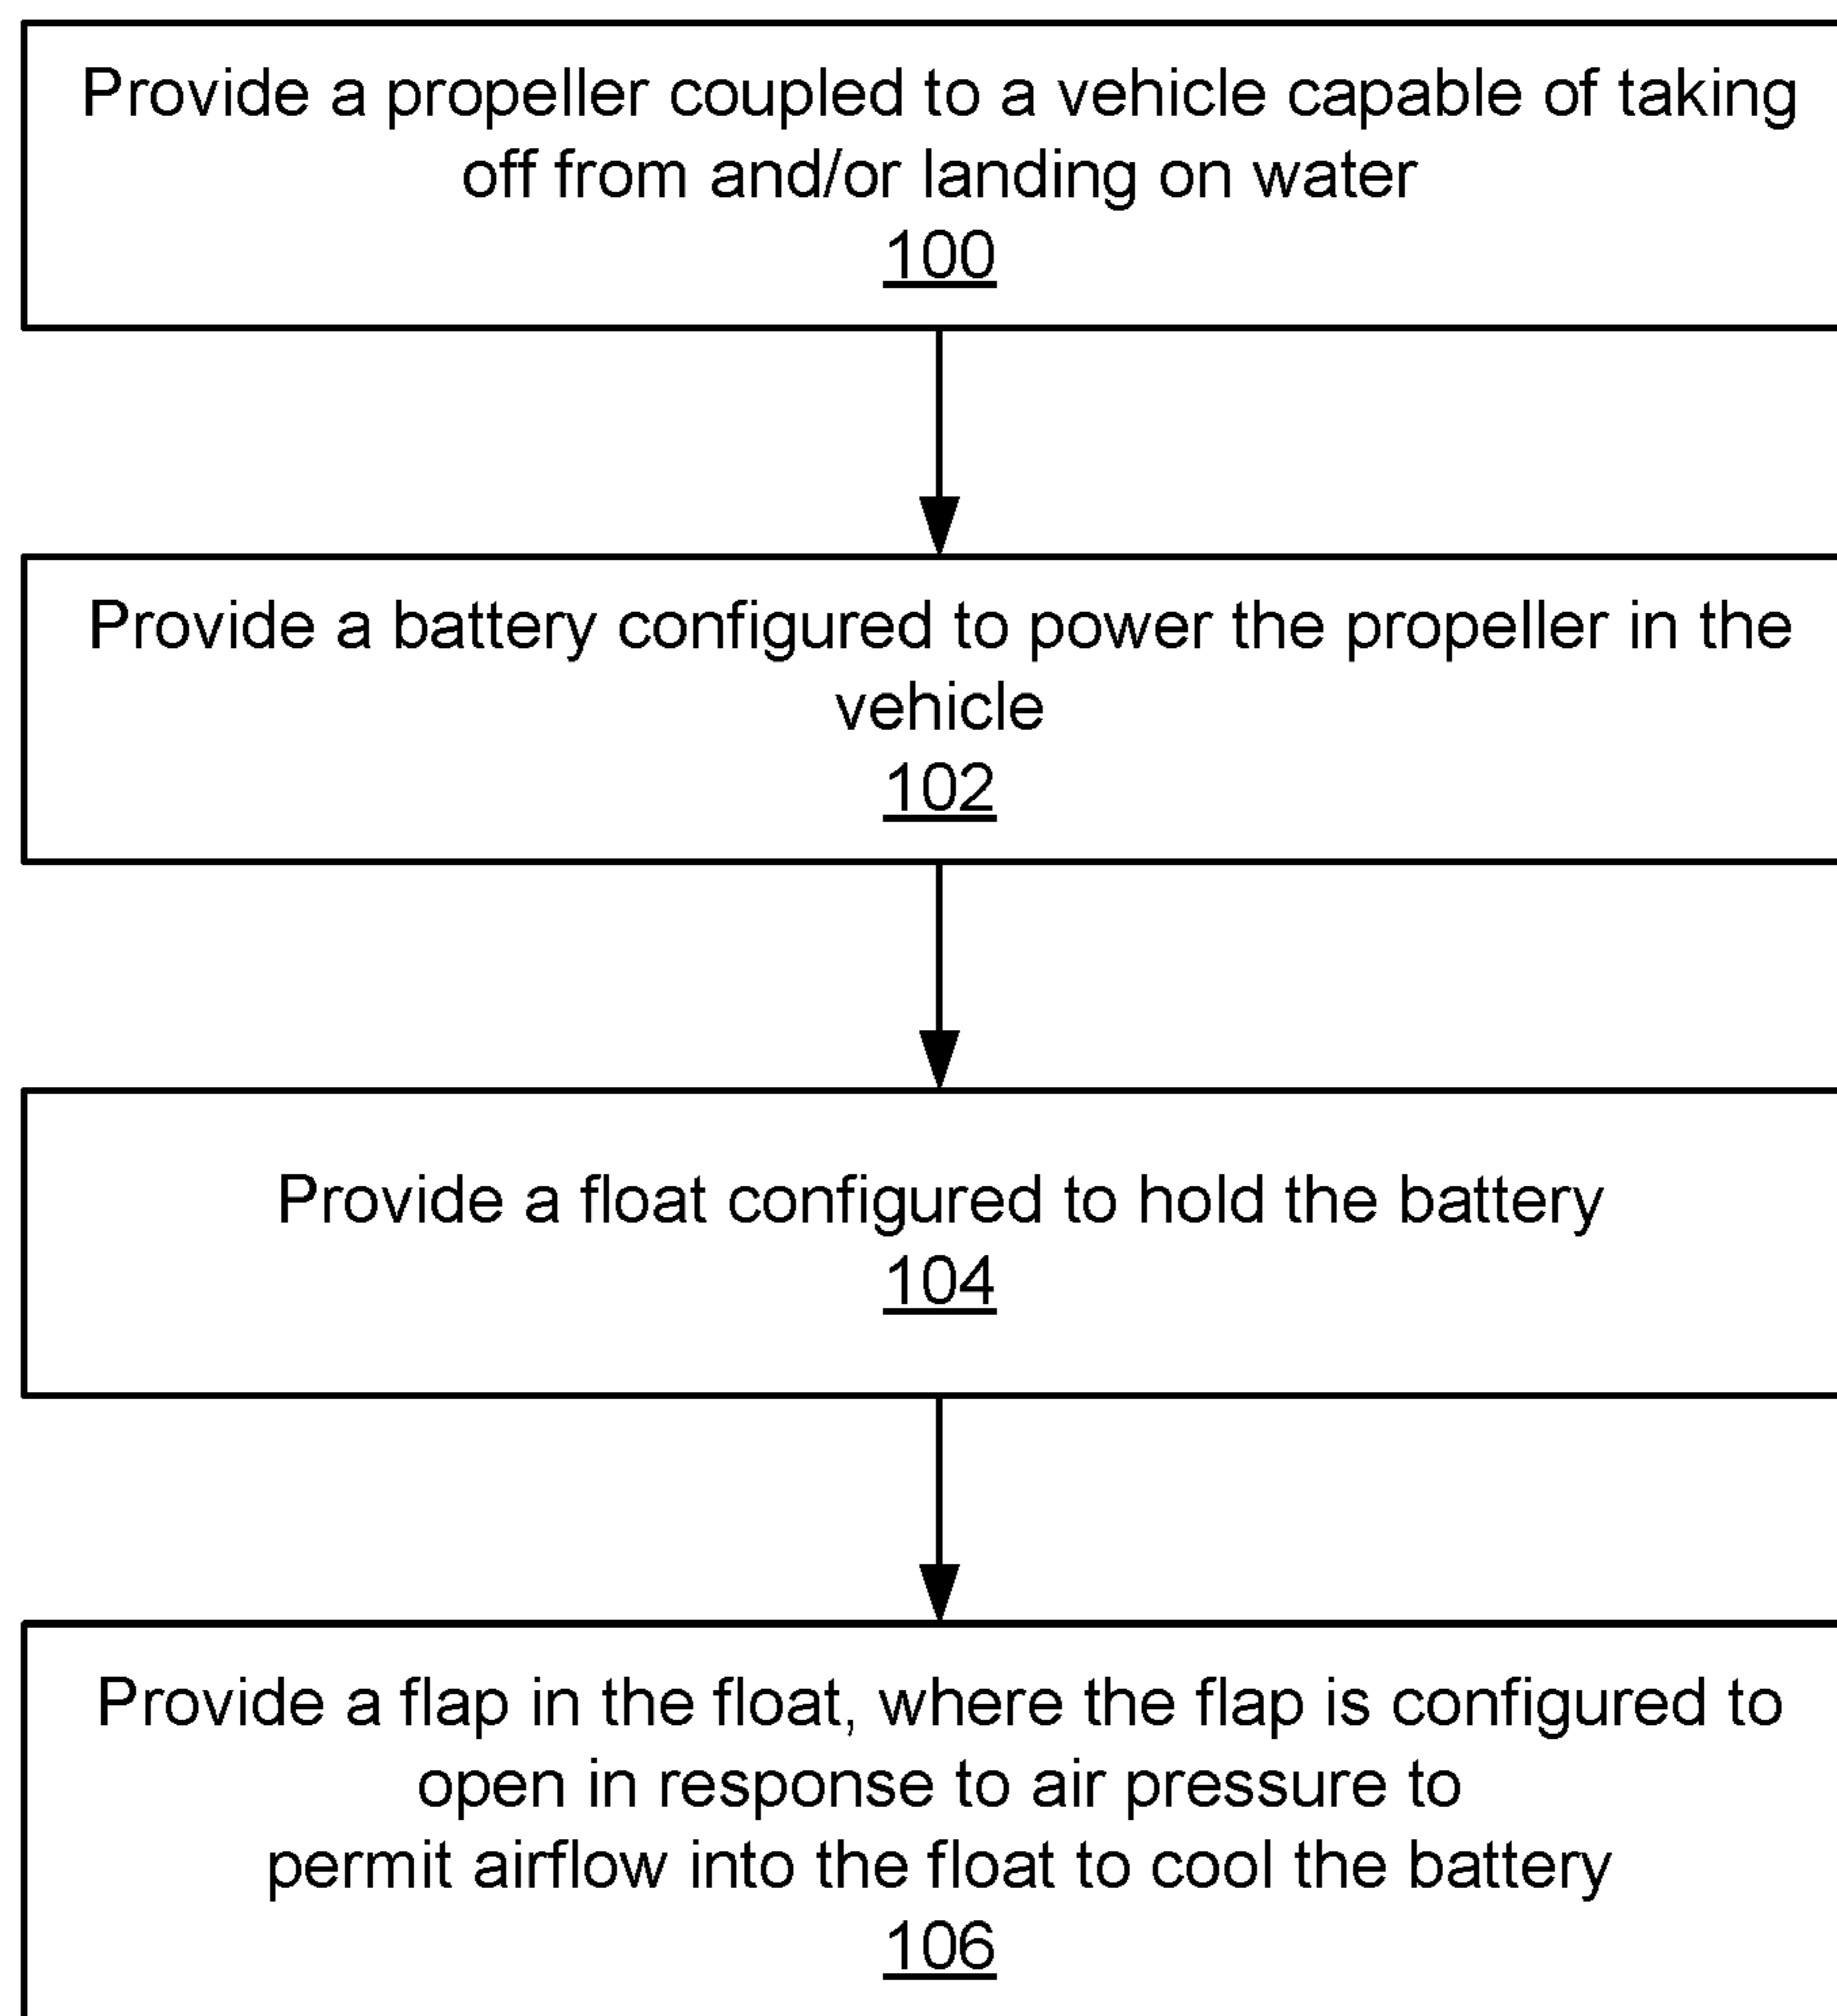 Provide a propeller coupled to a vehicle capable of taking
off from and/or landing on water
100
Provide a battery configured to power the propeller in the
vehicle
102
Provide a float configured to hold the battery
104
Provide a flap in the float, where the flap is configured to
open in response to air pressure to
permit airflow into the float to cool the battery
106